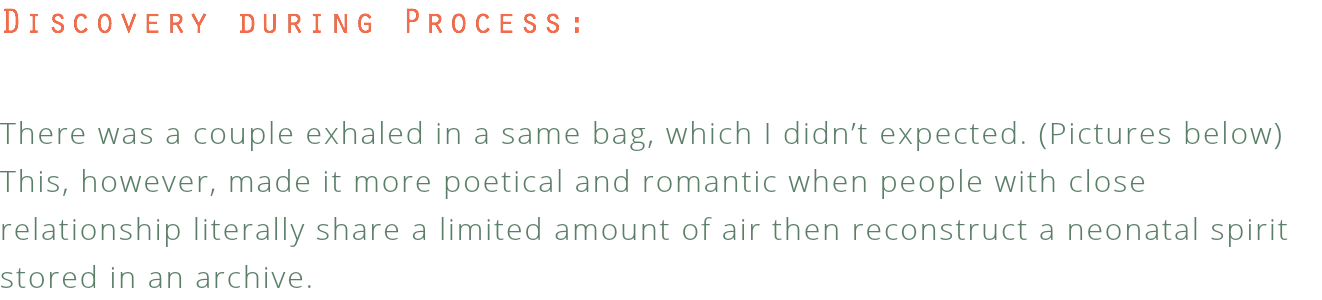 Discovery during Process:
There was a couple exhaled in a same bag, which I didn’t expected. (Pictures below)
This, however, made it more poetical and romantic when people with close
relationship literally share a limited amount of air then reconstruct a neonatal spirit
stored in an archive.